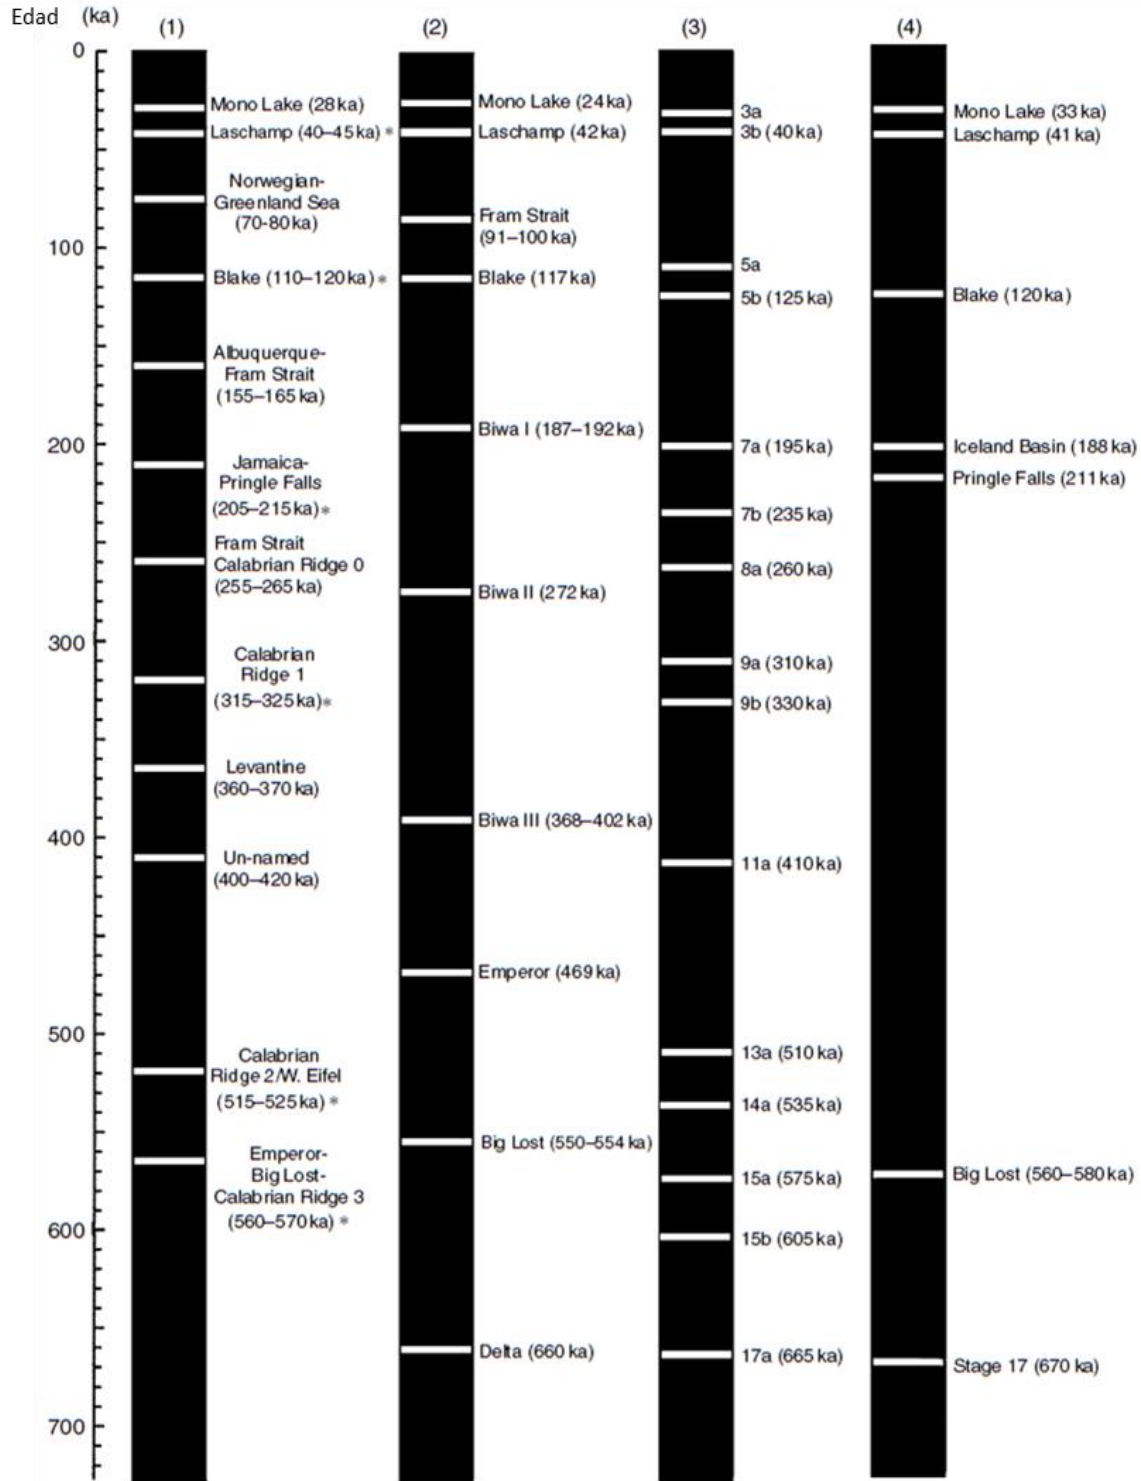 Edad (ka)
(1)
(2)
(3)
(4)
0
100
200
300
400
500
600
700
Mono Lake (28 ka)
Laschamp (40–45 ka) *
Norwegian-
Greenland Sea
(70-80 ka)
Blake (110–120 ka) *
Albuquerque-
Fram Strait
(155–165 ka)
Jamaica-
Pringle Falls
(205–215 ka) *
Fram Strait
Calabrian Ridge 0
(255–265 ka)
Calabrian
Ridge 1
(315–325 ka) *
Levantine
(360–370 ka)
Un-named
(400–420 ka)
Calabrian
Ridge 2/W. Eifel
(515–525 ka) *
Emperor-
Big Lost-
Calabrian Ridge 3
(560–570 ka) *
Mono Lake (24 ka)
Laschamp (42 ka)
Fram Strait
(91–100 ka)
Blake (117 ka)
Biwa I (187–192 ka)
Biwa II (272 ka)
Biwa III (368–402 ka)
Emperor (469 ka)
Big Lost (550–554 ka)
Delta (660 ka)
3a
3b (40 ka)
5a
5b (125 ka)
7a (195 ka)
7b (235 ka)
8a (260 ka)
9a (310 ka)
9b (330 ka)
11a (410 ka)
13a (510 ka)
14a (535 ka)
15a (575 ka)
15b (605 ka)
17a (665 ka)
Mono Lake (33 ka)
Laschamp (41 ka)
Blake (120 ka)
Iceland Basin (188 ka)
Pringle Falls (211 ka)
Big Lost (560–580 ka)
Stage 17 (670 ka)